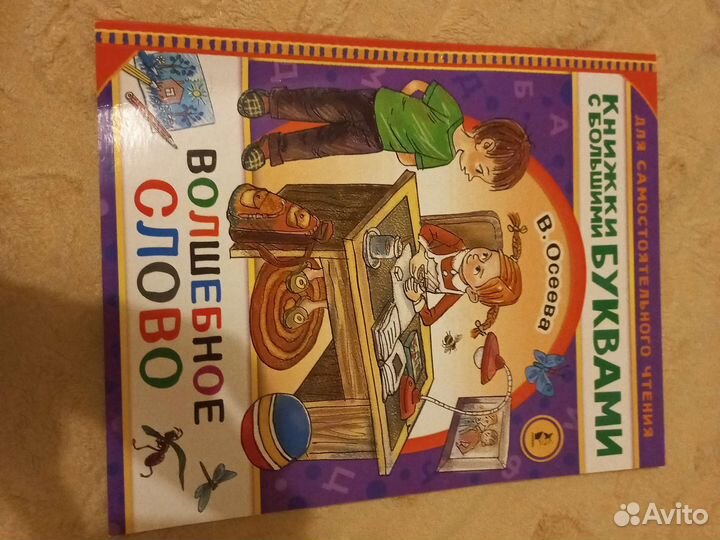 ДЛЯ САМОСТОЯТЕЛЬНОГО ЧТЕНИЯ
КНИЖКИ
С БОЛЬШИМИ
БУКВАМИ
В. Осеева
ВОЛШЕБНОЕ
СЛОВО
Avito